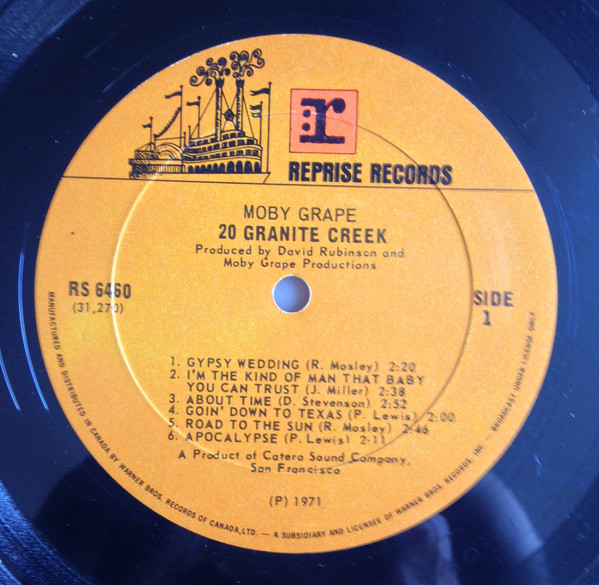 r
REPRISE RECORDS
MOBY GRAPE
20 GRANITE CREEK
Produced by David Rubinson and
Moby Grape Productions
RS 6460
(31,270)
SIDE
1
1. GYPSY WEDDING (R. Mosley) 2:20
2. I'M THE KIND OF MAN THAT BABY
YOU CAN TRUST (J. Miller) 2:38
3. ABOUT TIME (D. Stevenson) 2:52
4. GOIN' DOWN TO TEXAS (P. Lewis) 2:00
5. ROAD TO THE SUN (R. Mosley) 2:46
6. APOCALYPSE (P. Lewis) 2:11
A Product of Catero Sound Company,
San Francisco
(P) 1971
MANUFACTURED AND DISTRIBUTED IN CANADA BY WARNER BROS. RECORDS OF CANADA, LTD. — A SUBSIDIARY AND LICENSEE OF WARNER BROS. RECORDS, INC. — BROADCAST UNDER LICENSE ONLY